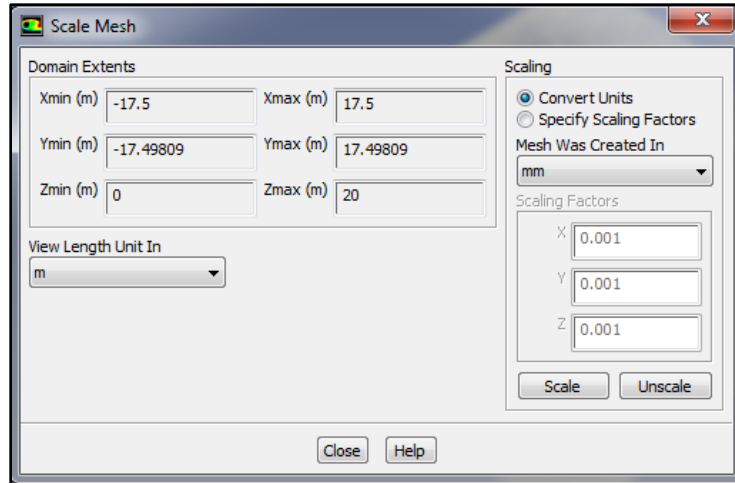 Scale Mesh
X
Domain Extents
Xmin (m) -17.5 Xmax (m) 17.5
Ymin (m) -17.49809 Ymax (m) 17.49809
Zmin (m) 0 Zmax (m) 20
View Length Unit In
m
Scaling
Convert Units
Specify Scaling Factors
Mesh Was Created In
mm
Scaling Factors
X 0.001
Y 0.001
Z 0.001
Scale Unscale
Close Help